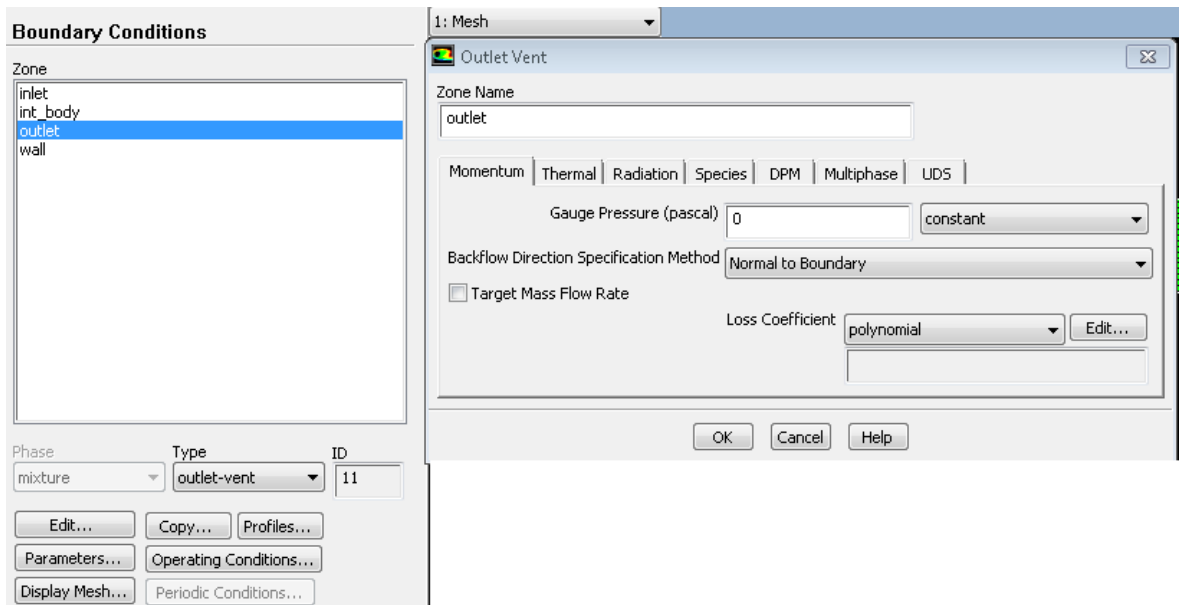 Boundary Conditions
Zone
inlet
int_body
outlet
wall
Phase Type ID
mixture outlet-vent 11
Edit... Copy... Profiles...
Parameters... Operating Conditions...
Display Mesh... Periodic Conditions...
1: Mesh
Outlet Vent
Zone Name
outlet
Momentum Thermal Radiation Species DPM Multiphase UDS
Gauge Pressure (pascal) 0 constant
Backflow Direction Specification Method Normal to Boundary
Target Mass Flow Rate
Loss Coefficient polynomial Edit...
OK Cancel Help